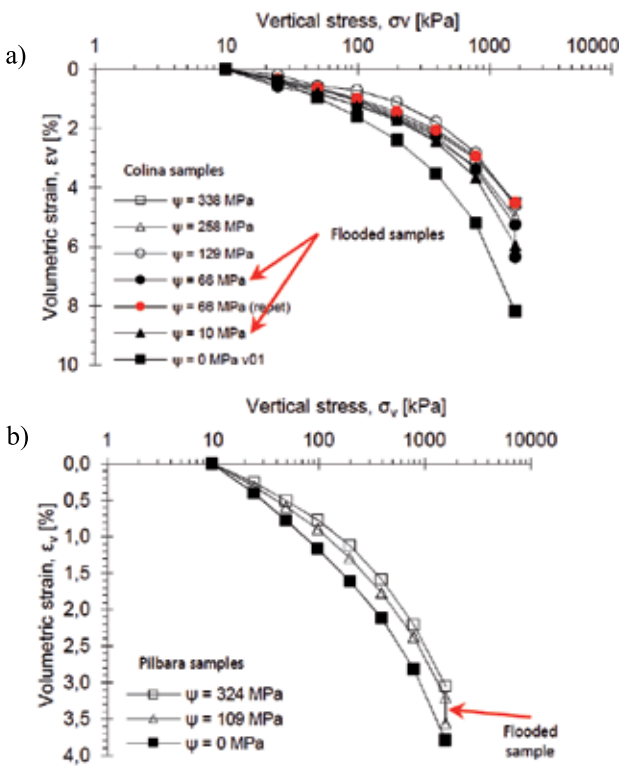 a)
Vertical stress, σv [kPa]
1 10 100 1000 10000
0
2
4
6
8
10
Volumetric strain, εv [%]
Colina samples
ψ = 338 MPa
ψ = 258 MPa
ψ = 129 MPa
ψ = 66 MPa
ψ = 66 MPa (repet)
ψ = 10 MPa
ψ = 0 MPa v01
Flooded samples
b)
Vertical stress, σv [kPa]
1 10 100 1000 10000
0,0
0,5
1,0
1,5
2,0
2,5
3,0
3,5
4,0
Volumetric strain, εv [%]
Pilbara samples
ψ = 324 MPa
ψ = 109 MPa
ψ = 0 MPa
Flooded
sample